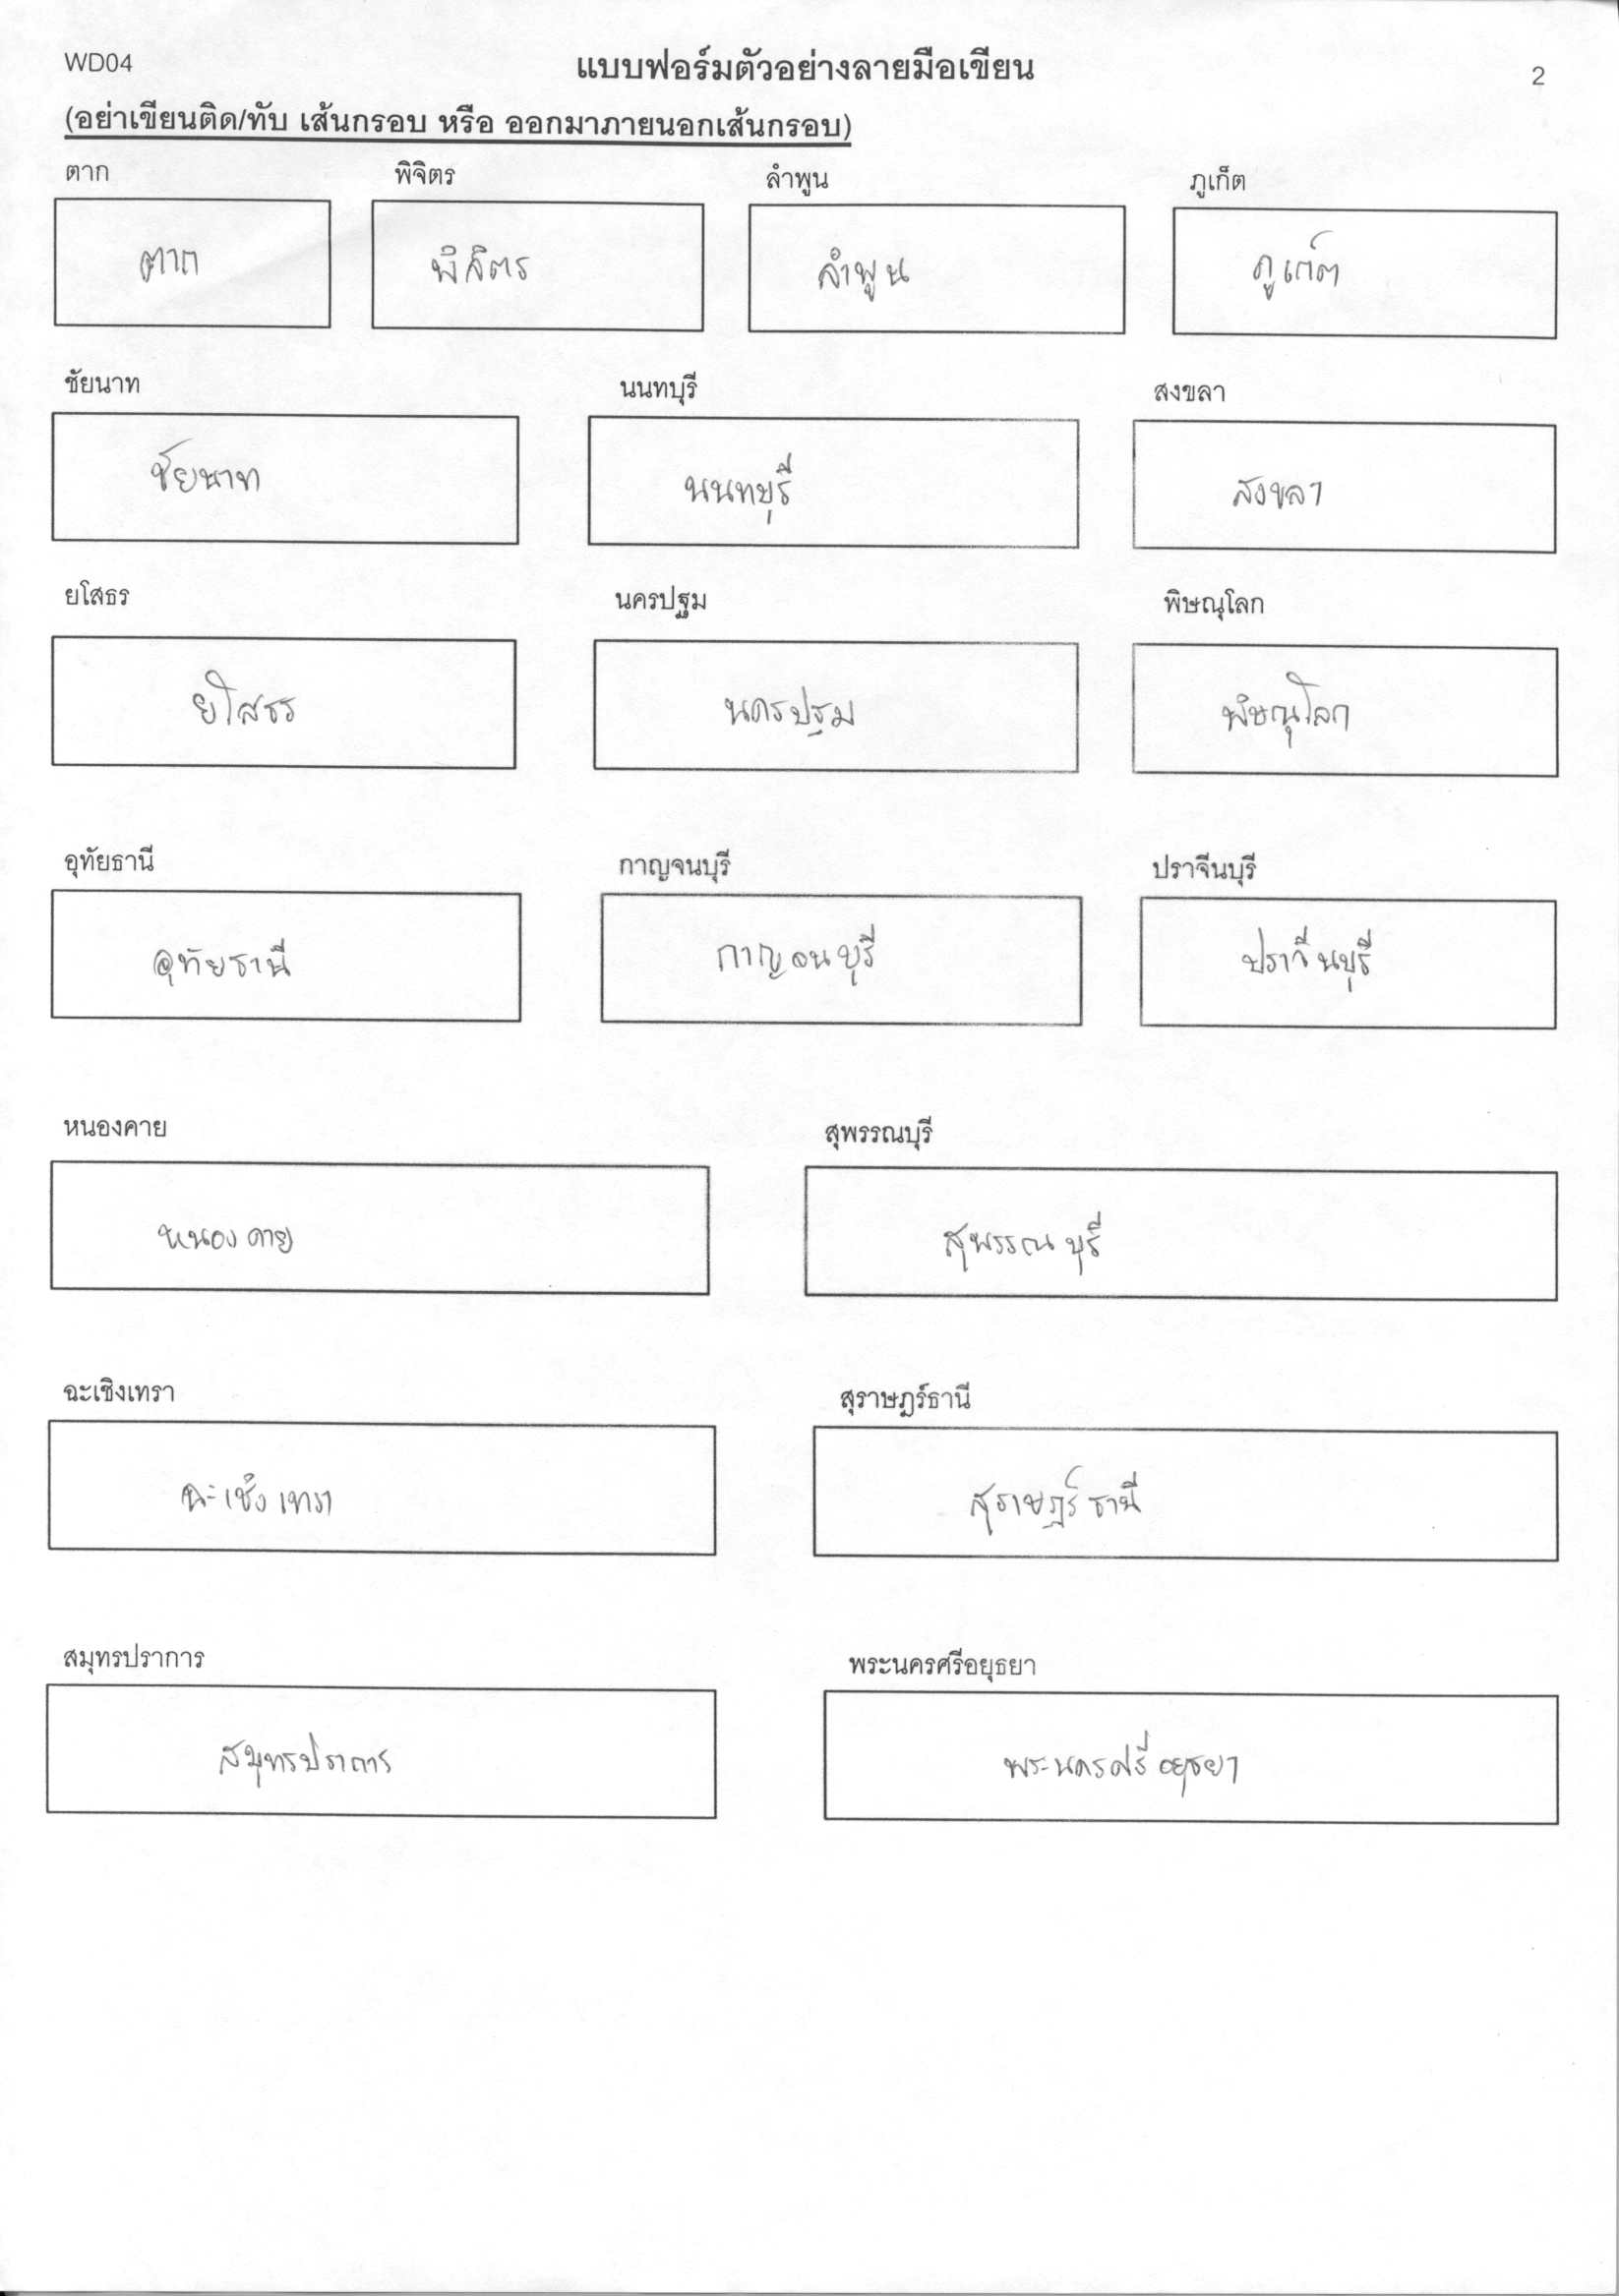 WD04 แบบฟอร์มตัวอย่างลายมือเขียน 2
(อย่าเขียนติด/ทับ เส้นกรอบ หรือ ออกมาภายนอกเส้นกรอบ)
ตาก พิจิตร ลำพูน ภูเก็ต
ตาก พิจิตร ลำพูน ภูเก็ต
ชัยนาท นนทบุรี สงขลา
ชัยนาท นนทบุรี สงขลา
ยโสธร นครปฐม พิษณุโลก
ยโสธร นครปฐม พิษณุโลก
อุทัยธานี กาญจนบุรี ปราจีนบุรี
อุทัยธานี กาญจนบุรี ปราจีนบุรี
หนองคาย สุพรรณบุรี
หนองคาย สุพรรณบุรี
ฉะเชิงเทรา สุราษฎร์ธานี
ฉะเชิงเทรา สุราษฎร์ธานี
สมุทรปราการ พระนครศรีอยุธยา
สมุทรปราการ พระนครศรีอยุธยา